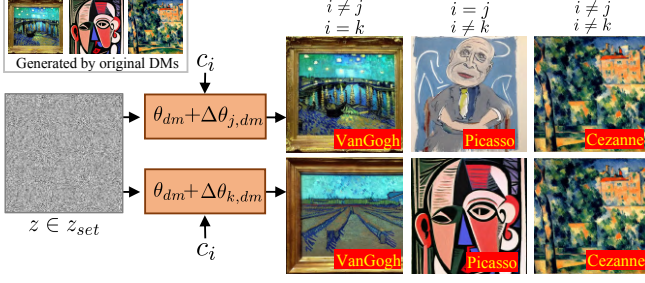 i ≠ j i = j i ≠ j
i = k i ≠ k i ≠ k
Generated by original DMs
c_i
θ_dm+Δθ_j,dm
VanGogh Picasso Cezanne
θ_dm+Δθ_k,dm
z ∈ z_set
c_i
VanGogh Picasso Cezanne